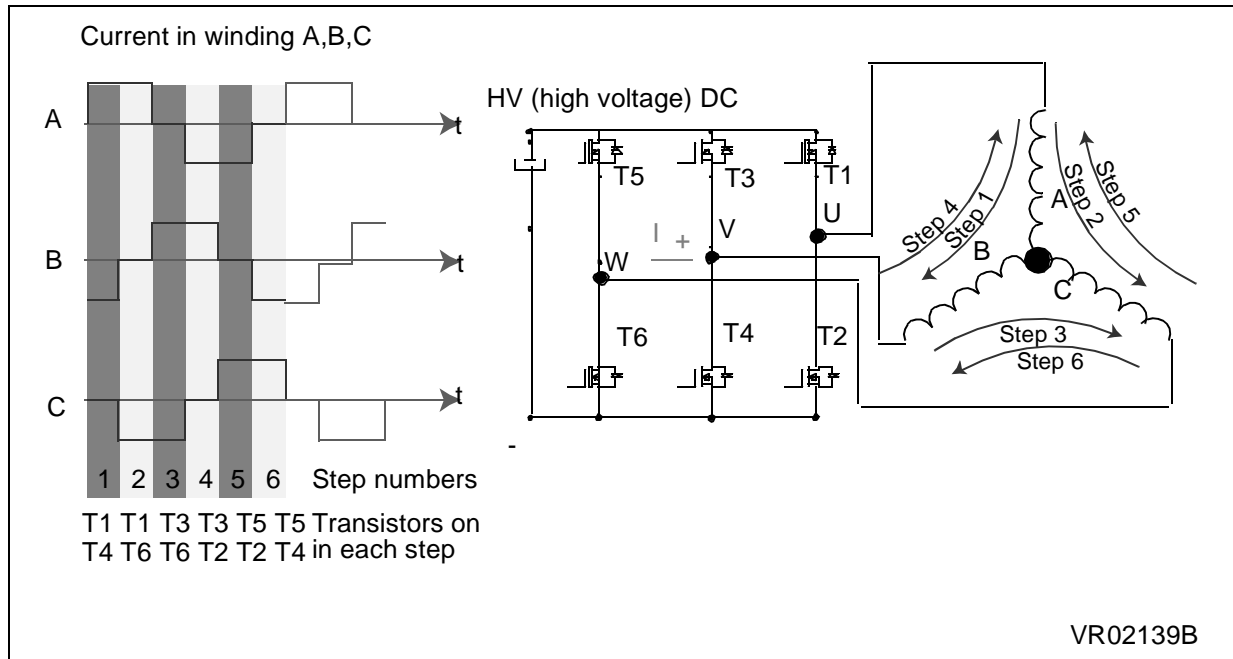 Current in winding A,B,C
A
t
B
t
C
t
1 2 3 4 5 6 Step numbers
T1 T1 T3 T3 T5 T5 Transistors on
T4 T6 T6 T2 T2 T4 in each step
HV (high voltage) DC
T5
T3
T1
U
I +
V
W
T6
T4
T2
-
Step 4
Step 1
A
Step 2
Step 5
B
C
Step 3
Step 6
VR02139B